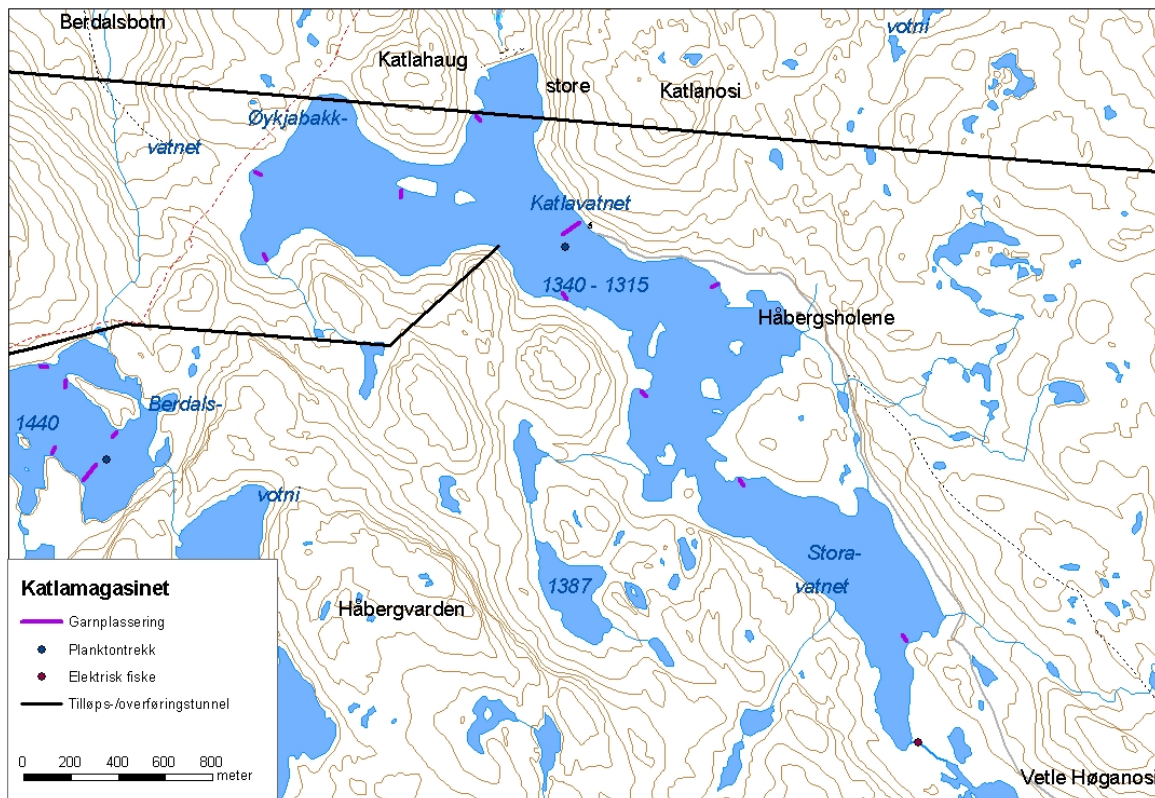 Berdalsbotn
votni
Katlahaug
store
Katlanosi
Øykjabakk-
vatnet
Katlavatnet
6
1340 - 1315
Håbergsholene
1440
Berdals-
votni
Stora-
vatnet
1387
Håbergvarden
Vetle Høganosi
Katlamagasinet
Garnplassering
Planktontrekk
Elektrisk fiske
Tilløps-/overføringstunnel
0 200 400 600 800
meter